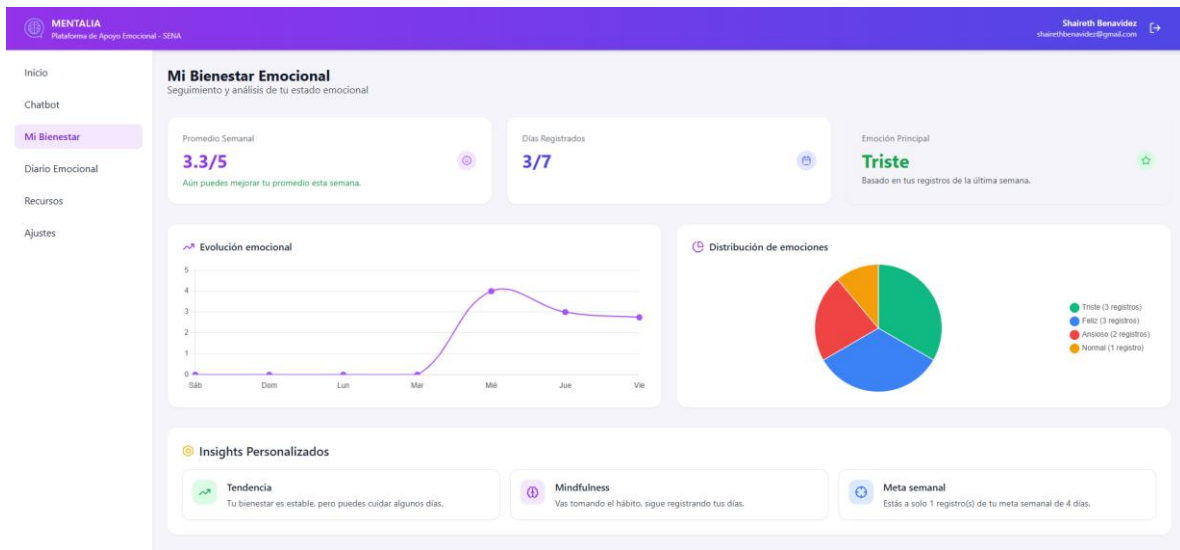 MENTALIA
Plataforma de Apoyo Emocional - SENA
Shaireth Benavidez
shairethbenavidez@gmail.com
Inicio
Chatbot
Mi Bienestar
Diario Emocional
Recursos
Ajustes
Mi Bienestar Emocional
Seguimiento y análisis de tu estado emocional
Promedio Semanal
3.3/5
Aún puedes mejorar tu promedio esta semana.
Días Registrados
3/7
Emoción Principal
Triste
Basado en tus registros de la última semana.
Evolución emocional
5
4
3
2
1
0
Sáb Dom Lun Mar Mié Jue Vie
Distribución de emociones
Triste (3 registros)
Feliz (3 registros)
Ansioso (2 registros)
Normal (1 registro)
Insights Personalizados
Tendencia
Tu bienestar es estable, pero puedes cuidar algunos días.
Mindfulness
Vas tomando el hábito, sigue registrando tus días.
Meta semanal
Estás a solo 1 registro(s) de tu meta semanal de 4 días.